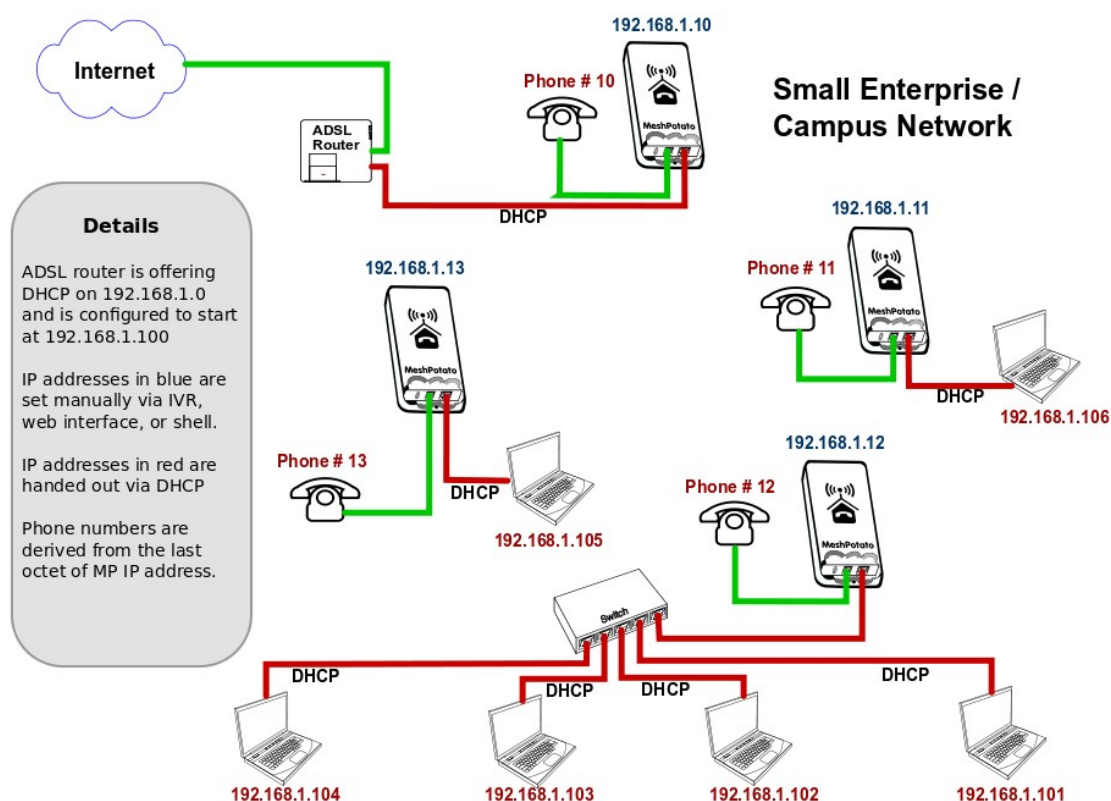 Internet
ADSL
Router
192.168.1.10
Phone # 10
MeshPotato
DHCP
Small Enterprise /
Campus Network
Details
ADSL router is offering
DHCP on 192.168.1.0
and is configured to start
at 192.168.1.100
IP addresses in blue are
set manually via IVR,
web interface, or shell.
IP addresses in red are
handed out via DHCP
Phone numbers are
derived from the last
octet of MP IP address.
192.168.1.13
MeshPotato
Phone # 13
DHCP
192.168.1.105
192.168.1.11
Phone # 11
MeshPotato
DHCP
192.168.1.106
192.168.1.12
Phone # 12
MeshPotato
Switch
DHCP
DHCP
DHCP
DHCP
192.168.1.104
192.168.1.103
192.168.1.102
192.168.1.101